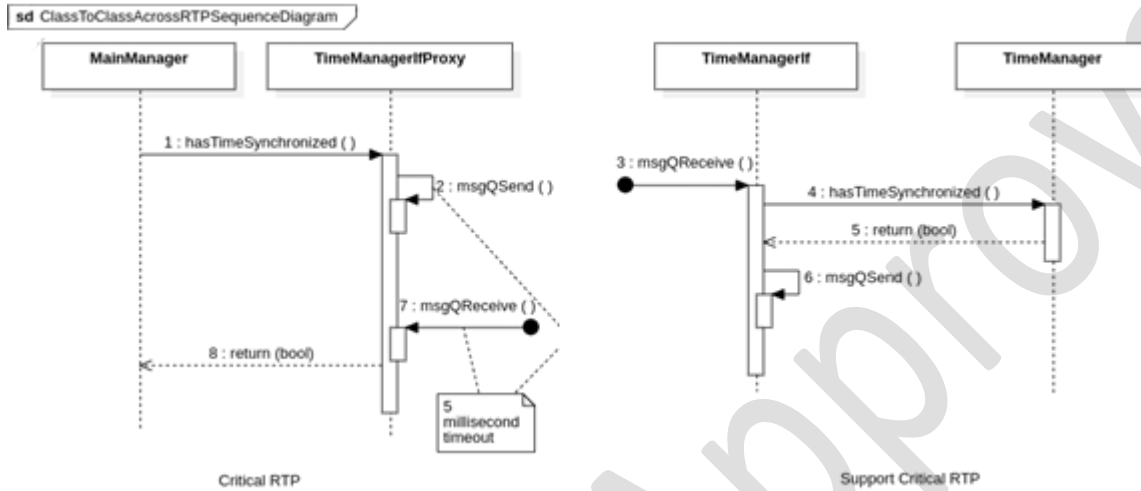 sd ClassToClassAcrossRTPSequenceDiagram
MainManager
TimeManagerIfProxy
TimeManagerIf
TimeManager
1 : hasTimeSynchronized ( )
2 : msgQSend ( )
3 : msgQReceive ( )
4 : hasTimeSynchronized ( )
5 : return (bool)
6 : msgQSend ( )
7 : msgQReceive ( )
8 : return (bool)
5
millisecond
timeout
Critical RTP
Support Critical RTP
Approv